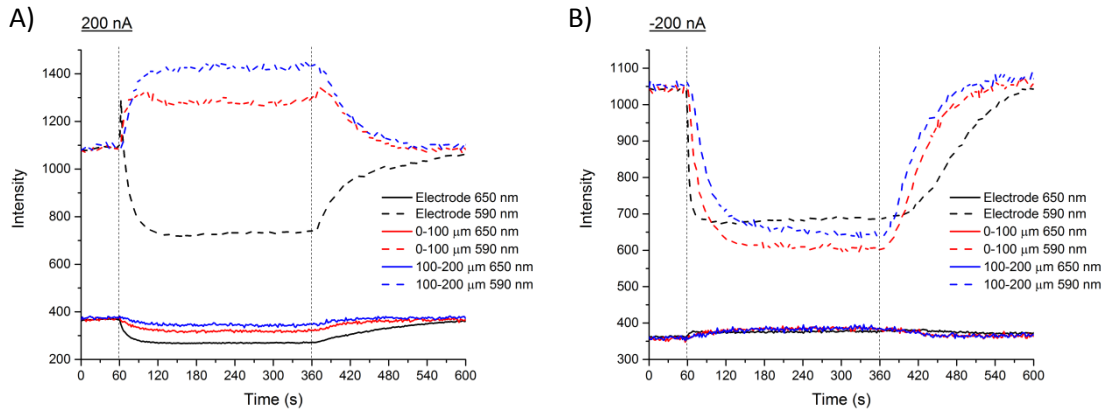 A)
200 nA
1400
1200
1000
800
600
400
200
Intensity
0 60 120 180 240 300 360 420 480 540 600
Time (s)
Electrode 650 nm
Electrode 590 nm
0-100 μm 650 nm
0-100 μm 590 nm
100-200 μm 650 nm
100-200 μm 590 nm
B)
-200 nA
1100
1000
900
800
700
600
500
400
300
Intensity
0 60 120 180 240 300 360 420 480 540 600
Time (s)
Electrode 650 nm
Electrode 590 nm
0-100 μm 650 nm
0-100 μm 590 nm
100-200 μm 650 nm
100-200 μm 590 nm